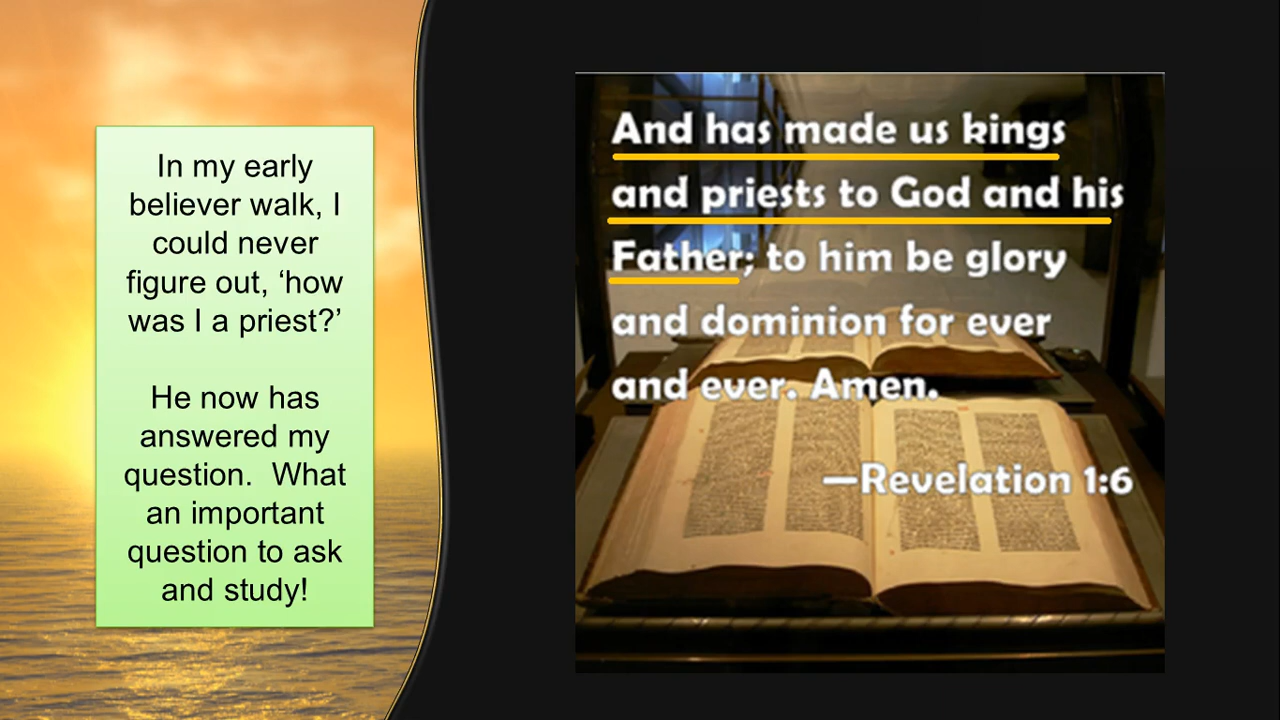 In my early
believer walk, I
could never
figure out, ‘how
was I a priest?’
He now has
answered my
question.  What
an important
question to ask
and study!
And has made us kings
and priests to God and his
Father; to him be glory
and dominion for ever
and ever. Amen.
—Revelation 1:6